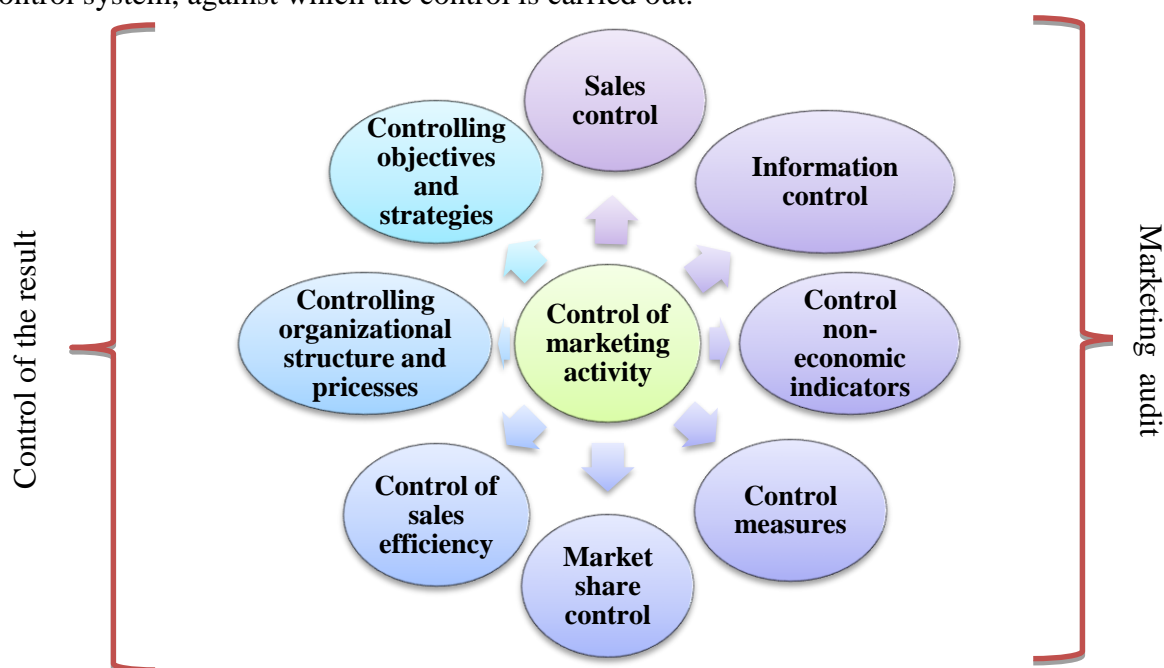 control system, against which the control is carried out.
Sales
control
Controlling
objectives
and
strategies
Information
control
Control of the result
Controlling
organizational
structure and
pricesses
Control of
marketing
activity
Control
non-
economic
indicators
Marketing audit
Control of
sales
efficiency
Control
measures
Market
share
control